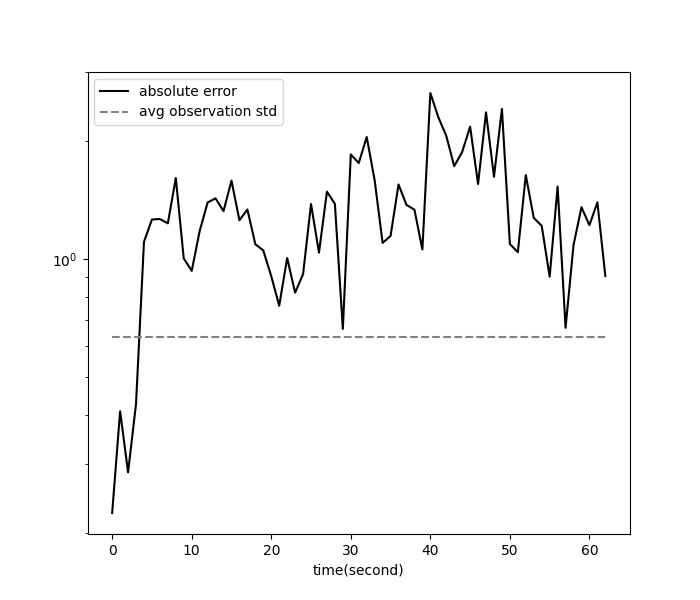 absolute error
avg observation std
10⁰
0 10 20 30 40 50 60
time(second)